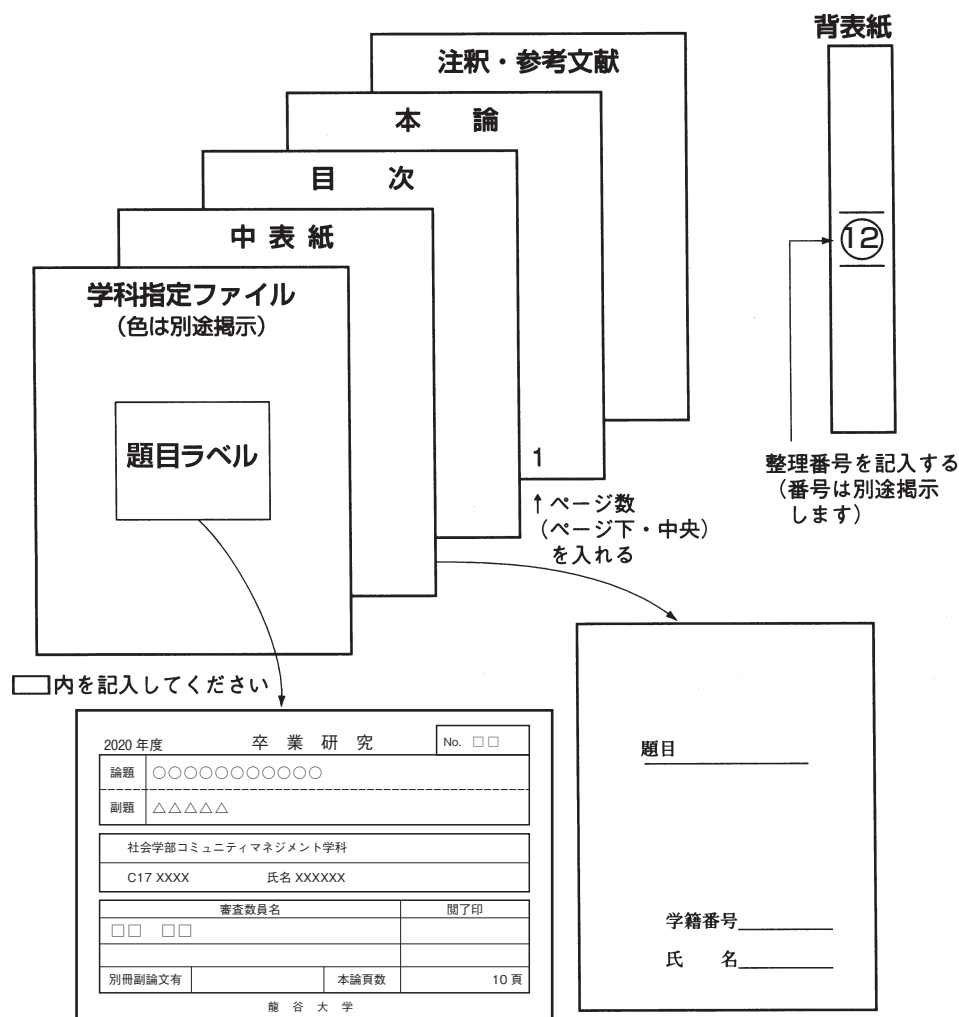 背表紙
注釈・参考文献
本　論
目　次
中 表 紙
学科指定ファイル
（色は別途掲示）
題目ラベル
⑫
1
↑ページ数
（ページ下・中央）
を入れる
整理番号を記入する
（番号は別途掲示
します）
□内を記入してください
2020 年度　卒 業 研 究　No. □□
論題　○○○○○○○○○○○
副題　△△△△△
社会学部コミュニティマネジメント学科
C17 XXXX　氏名 XXXXXX
審査数員名　閲了印
□□　□□
別冊副論文有　本論頁数　10 頁
龍 谷 大 学
題目
学籍番号
氏　名